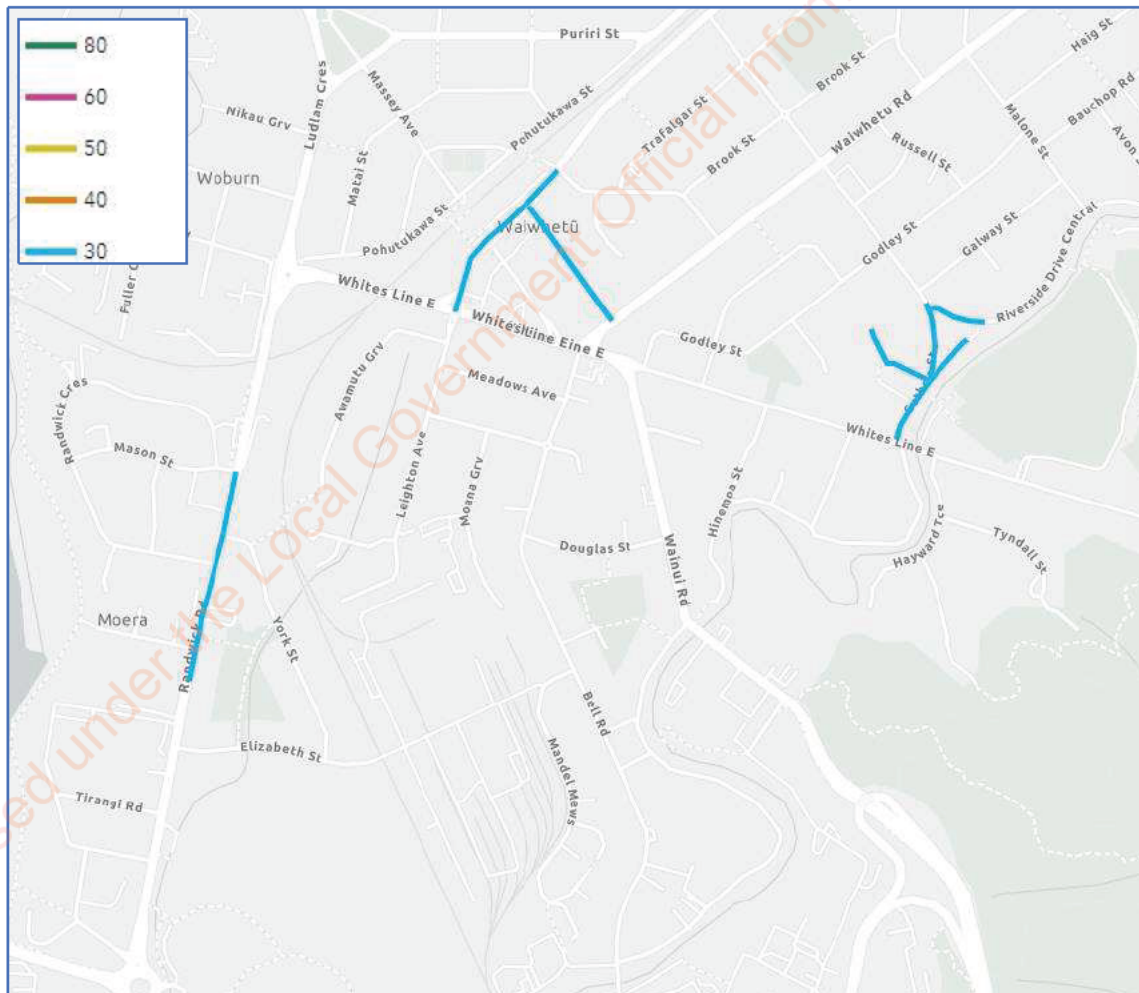 80
60
50
40
30
Puriri St
Haig St
Ludlam Cres
Massey Ave
Brook St
Bauchop Rd
Nikau Grv
Pohutukawa St
Trafalgar St
Waiwhetu Rd
Malone St
Avon
Brook St
Russell St
Woburn
Matai St
Pohutukawa St
Waiwhetū
Godley St
Galway St
Riverside Drive Central
Fuller
Whites Line E
Whites Line E
Godley St
Awamutu Grv
Meadows Ave
Randwick Cres
Whites Line E
Mason St
Leighton Ave
Moana Grv
Hinemoa St
Douglas St
Wainui Rd
Hayward Tce
Tyndall St
Moera
Randwick Rd
York St
Bell Rd
Elizabeth St
Mandel Mews
Tirangi Rd
sed under the Local Government Official Infor